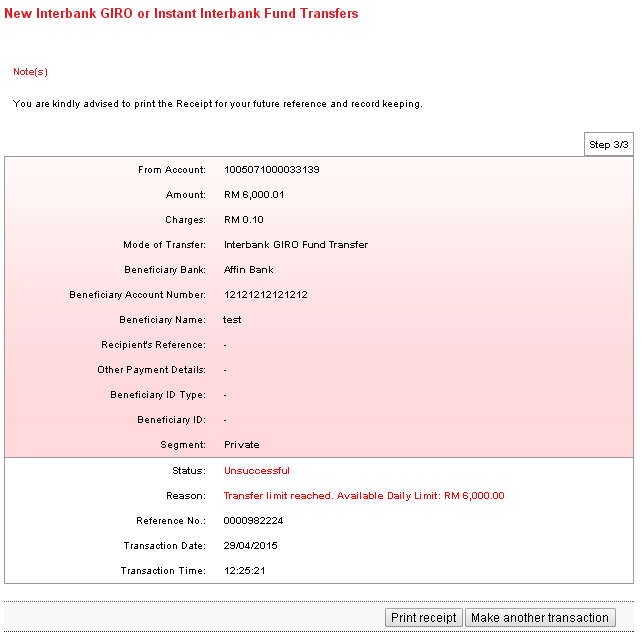 New Interbank GIRO or Instant Interbank Fund Transfers
Note(s)
You are kindly advised to print the Receipt for your future reference and record keeping.
Step 3/3
From Account: 1005071000033139
Amount: RM 6,000.01
Charges: RM 0.10
Mode of Transfer: Interbank GIRO Fund Transfer
Beneficiary Bank: Affin Bank
Beneficiary Account Number: 12121212121212
Beneficiary Name: test
Recipient's Reference: -
Other Payment Details: -
Beneficiary ID Type: -
Beneficiary ID: -
Segment: Private
Status: Unsuccessful
Reason: Transfer limit reached. Available Daily Limit: RM 6,000.00
Reference No.: 0000982224
Transaction Date: 29/04/2015
Transaction Time: 12:25:21
Print receipt Make another transaction